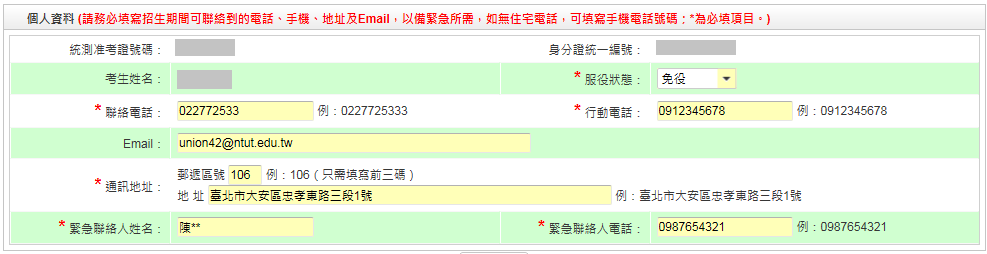 個人資料 (請務必填寫招生期間可聯絡到的電話、手機、地址及Email，以備緊急所需，如無住宅電話，可填寫手機電話號碼；*為必填項目。)
統測准考證號碼： 身分證統一編號：
考生姓名： * 服役狀態： 免役
* 聯絡電話： 022772533 例：0227725333 * 行動電話： 0912345678 例：0912345678
Email： union42@ntut.edu.tw
* 通訊地址： 郵遞區號 106 例：106（只需填寫前三碼）
地 址 臺北市大安區忠孝東路三段1號 例：臺北市大安區忠孝東路三段1號
* 緊急聯絡人姓名： 陳** * 緊急聯絡人電話： 0987654321 例：0987654321